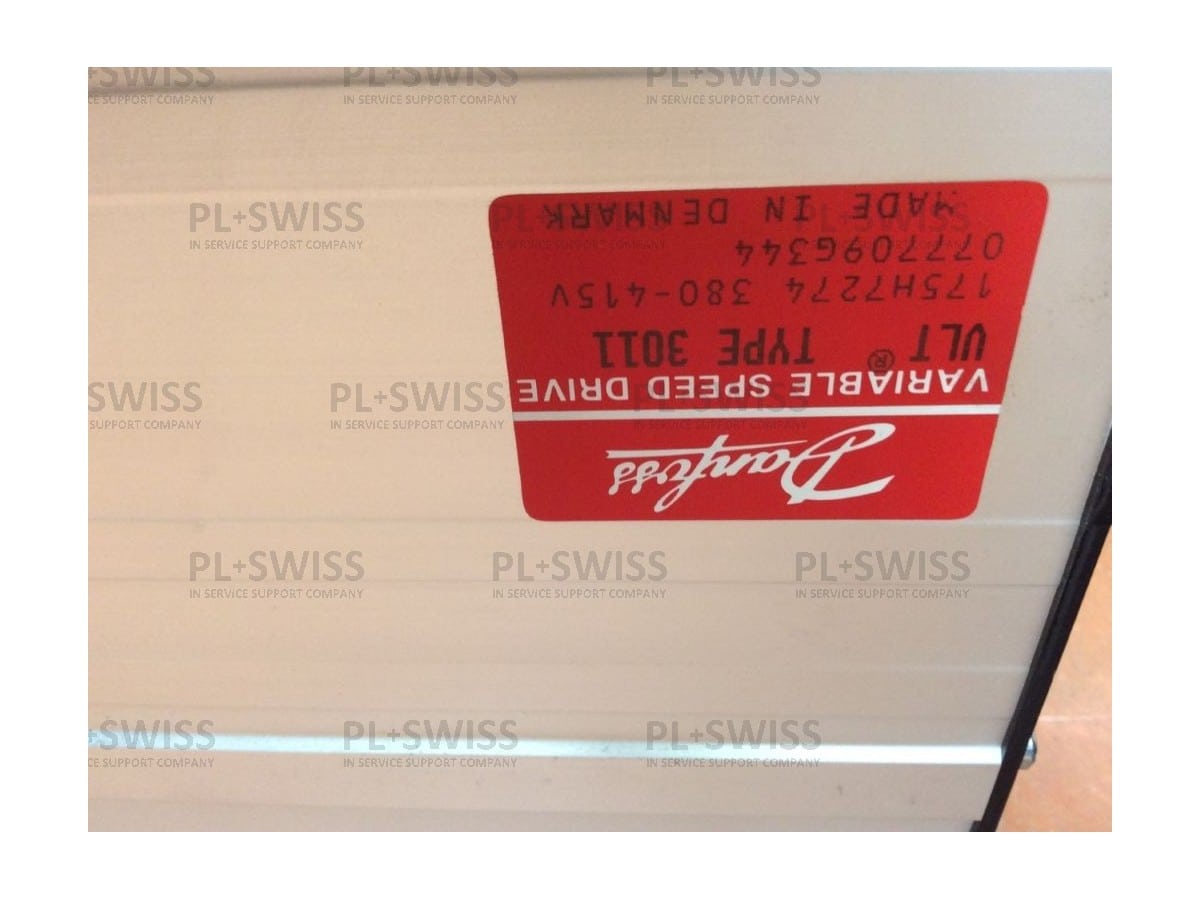 Danfoss
VARIABLE SPEED DRIVE
VLT® TYPE 3011
175H7274 380-415V
077709G344
MADE IN DENMARK
PL+SWISS
IN SERVICE SUPPORT COMPANY